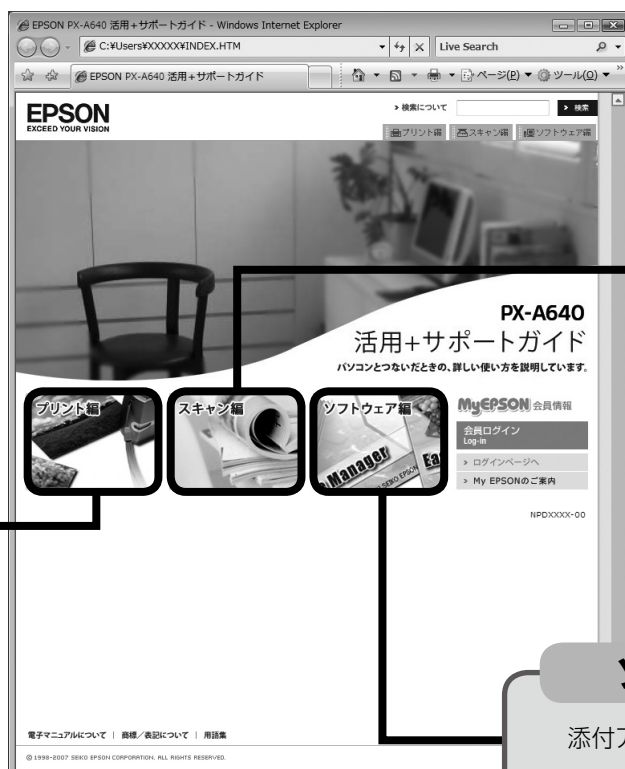 EPSON PX-A640 活用+サポートガイド - Windows Internet Explorer
C:¥Users¥XXXXX¥INDEX.HTM
Live Search
EPSON PX-A640 活用+サポートガイド
ページ(P)
ツール(O)
EPSON
EXCEED YOUR VISION
> 検索について
> 検索
プリント編
スキャン編
ソフトウェア編
PX-A640
活用+サポートガイド
パソコンとつないだときの、詳しい使い方を説明しています。
プリント編
スキャン編
ソフトウェア編
Manager
SEIKO EPSON
MyEPSON 会員情報
会員ログイン
Log-in
> ログインページへ
> My EPSONのご案内
NPDXXXX-00
添付
電子マニュアルについて | 商標/表記について | 用語集
© 1998-2007 SEIKO EPSON CORPORATION. ALL RIGHTS RESERVED.